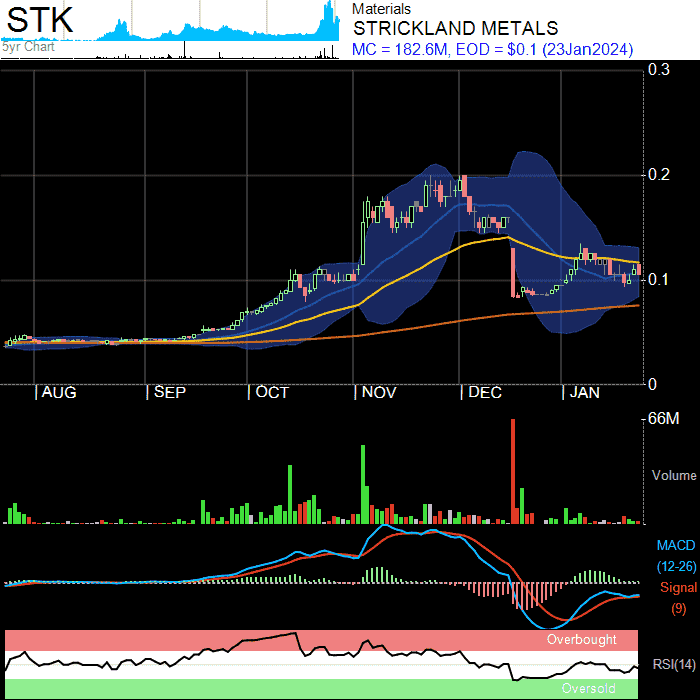 STK
5yr Chart
Materials
STRICKLAND METALS
MC = 182.6M, EOD = $0.1 (23Jan2024)
0.3
0.2
0.1
0
| AUG | SEP | OCT | NOV | DEC | JAN
66M
Volume
MACD
(12-26)
Signal
(9)
Overbought
RSI(14)
Oversold